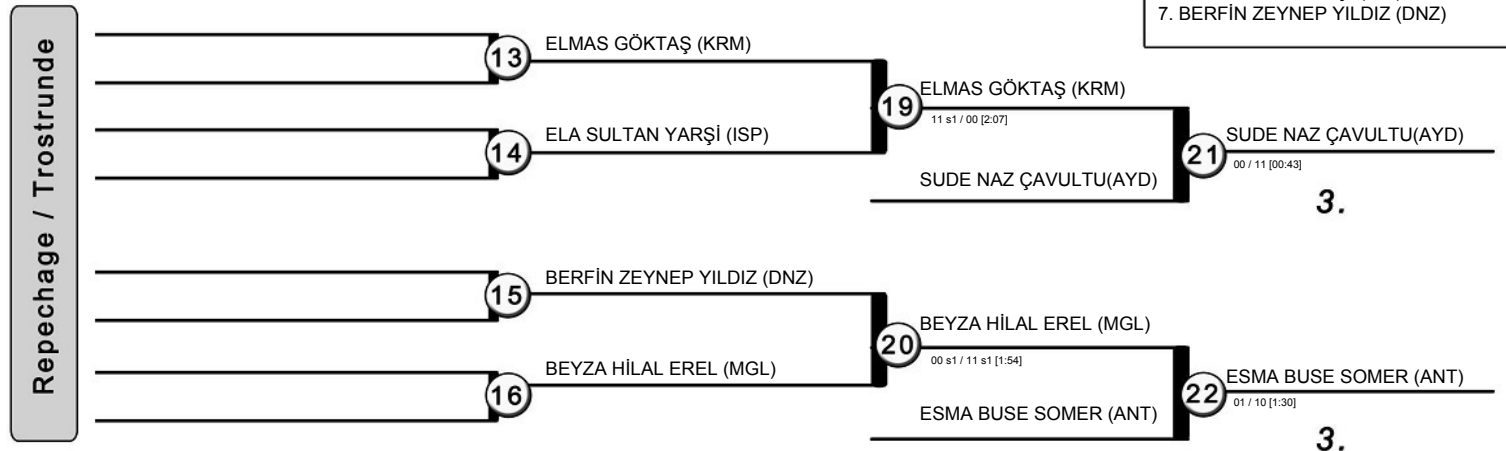 7. BERFİN ZEYNEP YILDIZ (DNZ)
Repechage / Trostrunde
13
ELMAS GÖKTAŞ (KRM)
14
ELA SULTAN YARŞİ (ISP)
19
ELMAS GÖKTAŞ (KRM)
11 s1 / 00 [2:07]
SUDE NAZ ÇAVULTU(AYD)
21
SUDE NAZ ÇAVULTU(AYD)
00 / 11 [00:43]
3.
15
BERFİN ZEYNEP YILDIZ (DNZ)
16
BEYZA HİLAL EREL (MGL)
20
BEYZA HİLAL EREL (MGL)
00 s1 / 11 s1 [1:54]
ESMA BUSE SOMER (ANT)
22
ESMA BUSE SOMER (ANT)
01 / 10 [1:30]
3.